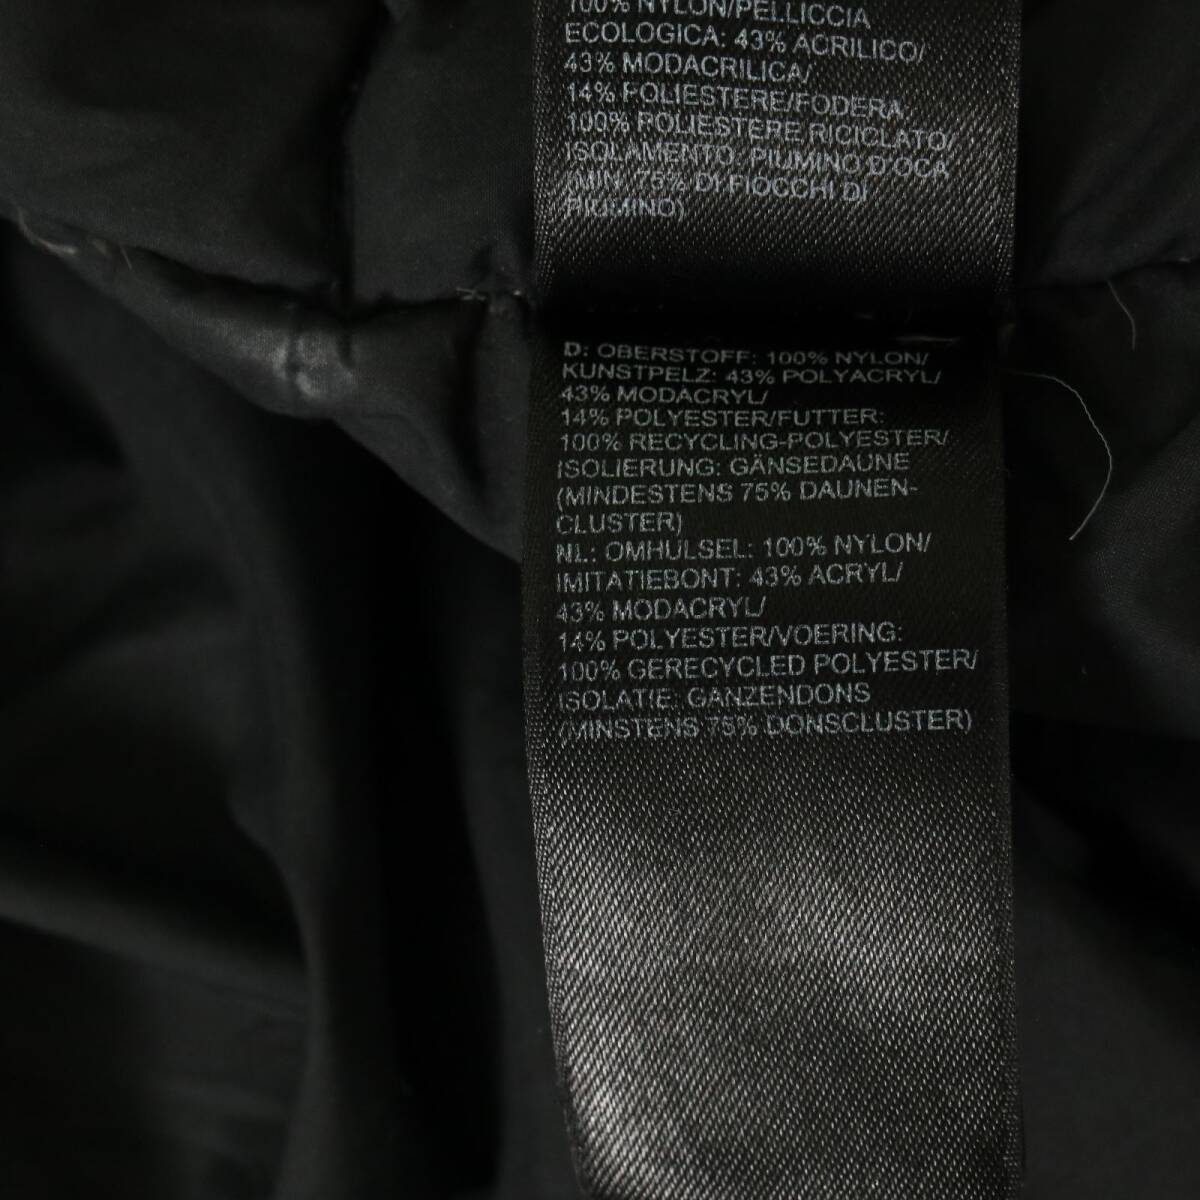 100% NYLON/PELLICCIA
ECOLOGICA: 43% ACRILICO/
43% MODACRILICA/
14% POLIESTERE/FODERA:
100% POLIESTERE RICICLATO/
ISOLAMENTO: PIUMINO D'OCA
(MIN. 75% DI FIOCCHI DI
PIUMINO)
D: OBERSTOFF: 100% NYLON/
KUNSTPELZ: 43% POLYACRYL/
43% MODACRYL/
14% POLYESTER/FUTTER:
100% RECYCLING-POLYESTER/
ISOLIERUNG: GÄNSEDAUNE
(MINDESTENS 75% DAUNEN-
CLUSTER)
NL: OMHULSEL: 100% NYLON/
IMITATIEBONT: 43% ACRYL/
43% MODACRYL/
14% POLYESTER/VOERING:
100% GERECYCLED POLYESTER/
ISOLATIE: GANZENDONS
(MINSTENS 75% DONSCLUSTER)